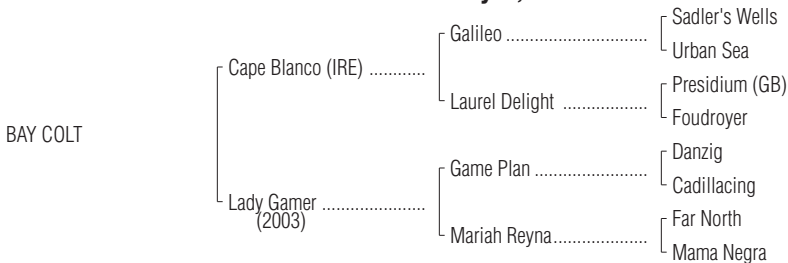 Sadler's Wells
Galileo ..............................
Urban Sea
Cape Blanco (IRE) ............
Presidium (GB)
Laurel Delight ..................
Foudroyer
BAY COLT
Danzig
Game Plan ........................
Cadillacing
Lady Gamer ......................
(2003)
Far North
Mariah Reyna....................
Mama Negra